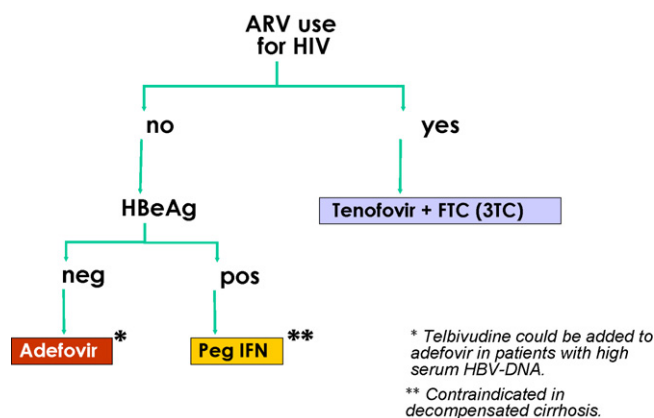 ARV use
for HIV
no
yes
HBeAg
Tenofovir + FTC (3TC)
neg
pos
Adefovir *
Peg IFN **
* Telbivudine could be added to
adefovir in patients with high
serum HBV-DNA.
** Contraindicated in
decompensated cirrhosis.